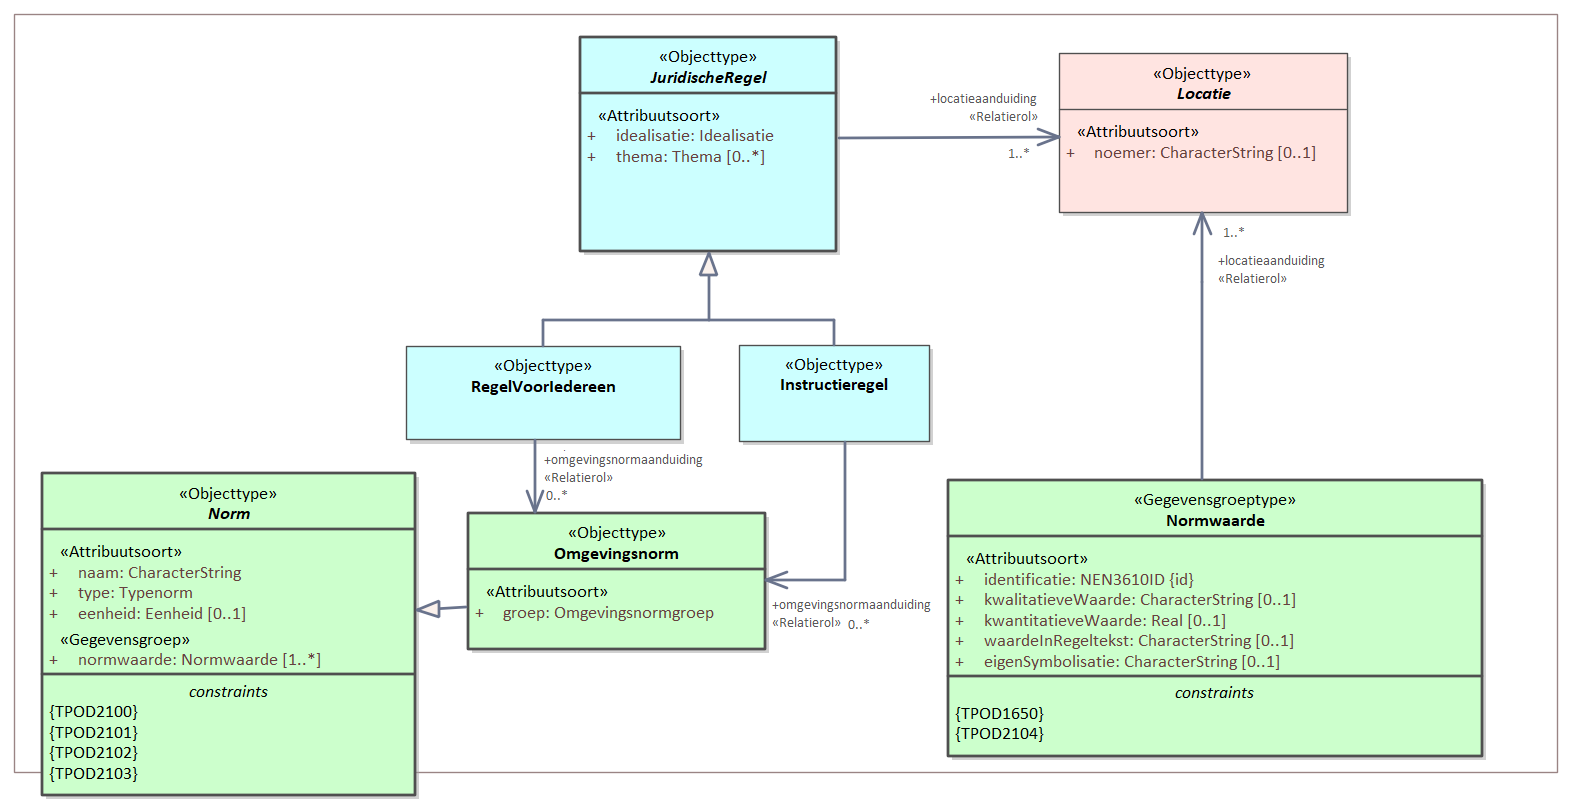 «Objecttype»
JuridischeRegel
«Attribuutsoort»
+ idealisatie: Idealisatie
+ thema: Thema [0..*]
+locatieaanduiding
«Relatierol»
1..*
«Objecttype»
Locatie
«Attribuutsoort»
+ noemer: CharacterString [0..1]
1..*
+locatieaanduiding
«Relatierol»
«Objecttype»
RegelVoorIedereen
«Objecttype»
Instructieregel
+omgevingsnormaanduiding
«Relatierol»
0..*
«Objecttype»
Norm
«Attribuutsoort»
+ naam: CharacterString
+ type: Typenorm
+ eenheid: Eenheid [0..1]
«Gegevensgroep»
+ normwaarde: Normwaarde [1..*]
constraints
{TPOD2100}
{TPOD2101}
{TPOD2102}
{TPOD2103}
«Objecttype»
Omgevingsnorm
«Attribuutsoort»
+ groep: Omgevingsnormgroep
+omgevingsnormaanduiding
«Relatierol» 0..*
«Gegevensgroeptype»
Normwaarde
«Attribuutsoort»
+ identificatie: NEN3610ID {id}
+ kwalitatieveWaarde: CharacterString [0..1]
+ kwantitatieveWaarde: Real [0..1]
+ waardeInRegeltekst: CharacterString [0..1]
+ eigenSymbolisatie: CharacterString [0..1]
constraints
{TPOD1650}
{TPOD2104}